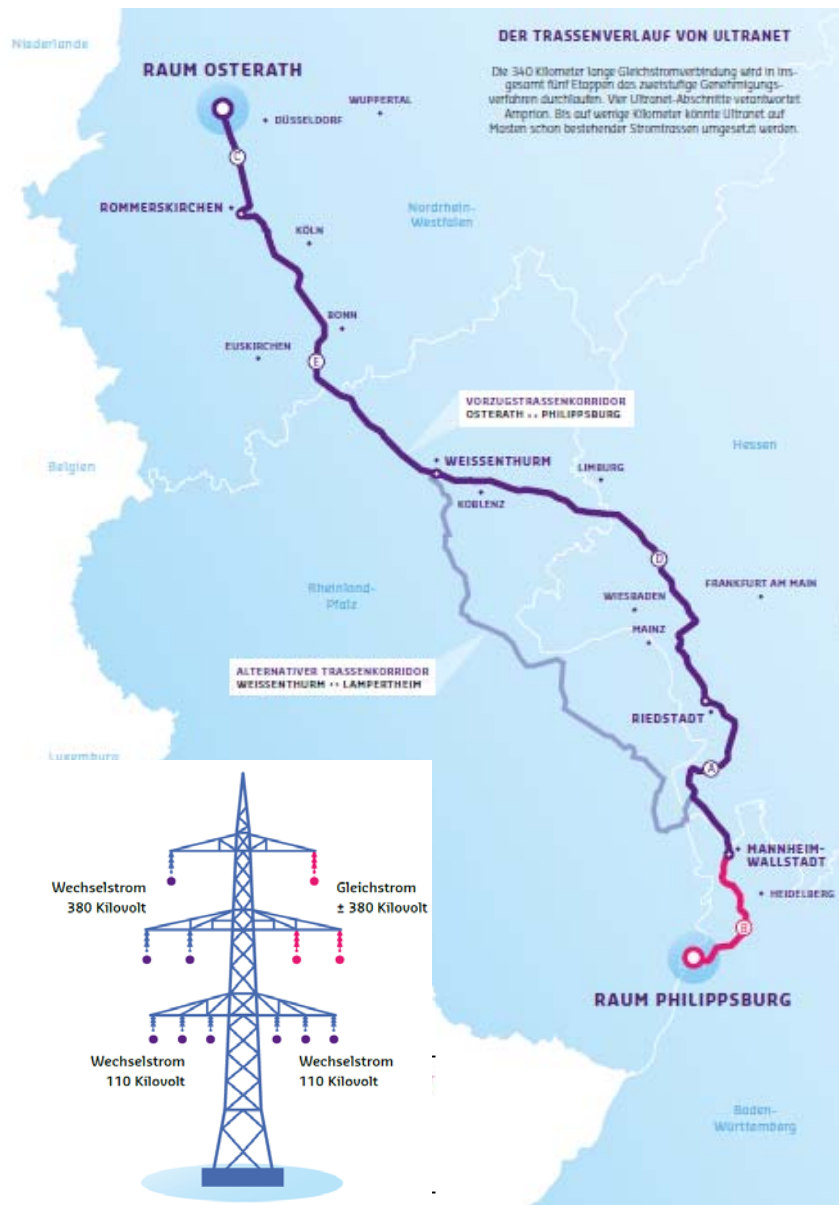 DER TRASSENVERLAUF VON ULTRANET
Die 340 Kilometer lange Gleichstromverbindung wird in ins-
gesamt fünf Etappen das zweistufige Genehmigungs-
verfahren durchlaufen. Vier Ultranet-Abschnitte verantwortet
Amprion. Bis auf wenige Kilometer könnte Ultranet auf
Masten schon bestehender Stromtrassen umgesetzt werden.
Niederlande
RAUM OSTERATH
WUPPERTAL
DÜSSELDORF
C
ROMMERSKIRCHEN
Nordrhein-
Westfalen
KÖLN
BONN
EUSKIRCHEN
E
VORZUGSTRASSENKORRIDOR
OSTERATH •• PHILIPPSBURG
Hessen
Belgien
WEISSENTHURM
LIMBURG
KOBLENZ
D
Rheinland-
Pfalz
FRANKFURT AM MAIN
WIESBADEN
MAINZ
ALTERNATIVER TRASSENKORRIDOR
WEISSENTHURM •• LAMPERTHEIM
RIEDSTADT
Luxemburg
A
MANNHEIM-
WALLSTADT
HEIDELBERG
B
RAUM PHILIPPSBURG
Baden-
Württemberg
Wechselstrom
380 Kilovolt
Gleichstrom
± 380 Kilovolt
Wechselstrom
110 Kilovolt
Wechselstrom
110 Kilovolt